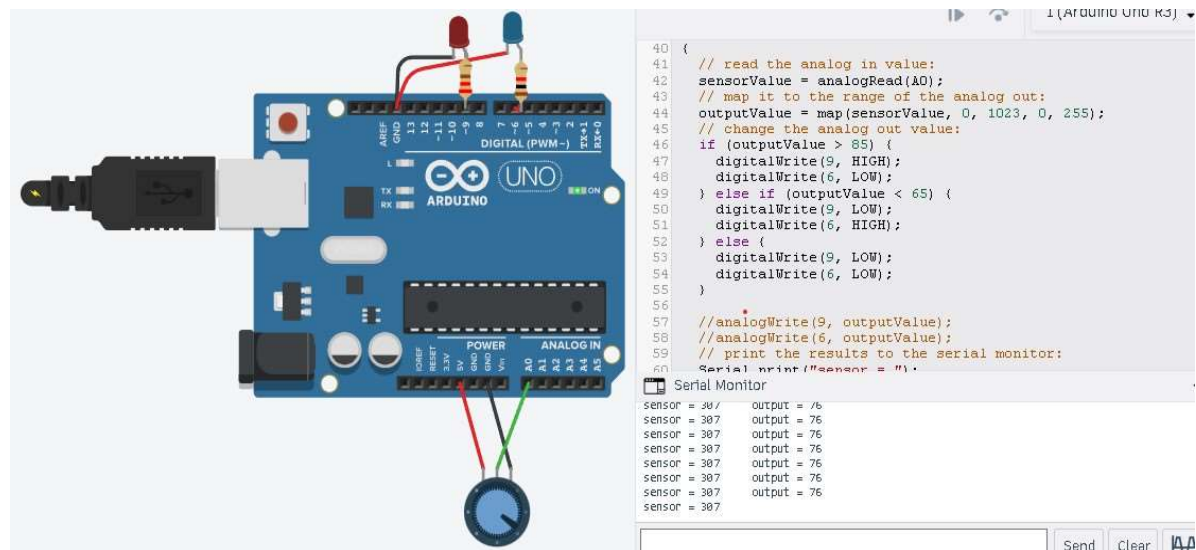 1 (Arduino Uno R3)
AREF
GND
13
12
~11
~10
~9
8
7
~6
~5
4
~3
2
TX→1
RX←0
DIGITAL (PWM~)
L
TX
RX
ARDUINO
UNO
ON
IOREF
RESET
3.3V
5V
GND
GND
Vin
POWER
ANALOG IN
A0
A1
A2
A3
A4
A5
40 {
41 // read the analog in value:
42 sensorValue = analogRead(A0);
43 // map it to the range of the analog out:
44 outputValue = map(sensorValue, 0, 1023, 0, 255);
45 // change the analog out value:
46 if (outputValue > 85) {
47 digitalWrite(9, HIGH);
48 digitalWrite(6, LOW);
49 } else if (outputValue < 65) {
50 digitalWrite(9, LOW);
51 digitalWrite(6, HIGH);
52 } else {
53 digitalWrite(9, LOW);
54 digitalWrite(6, LOW);
55 }
56
57 //analogWrite(9, outputValue);
58 //analogWrite(6, outputValue);
59 // print the results to the serial monitor:
60 Serial.print("sensor = ");
Serial Monitor
sensor = 307 output = 76
sensor = 307 output = 76
sensor = 307 output = 76
sensor = 307 output = 76
sensor = 307 output = 76
sensor = 307 output = 76
sensor = 307 output = 76
sensor = 307
Send
Clear